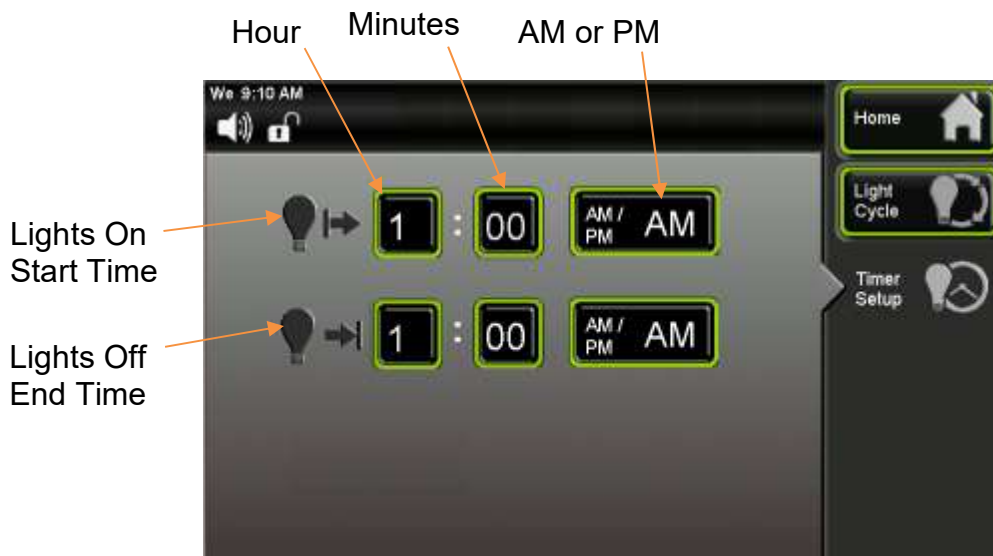 Hour Minutes AM or PM
We 9:10 AM
Home
Light
Cycle
Timer
Setup
Lights On
Start Time
1 : 00 AM /
PM AM
Lights Off
End Time
1 : 00 AM /
PM AM